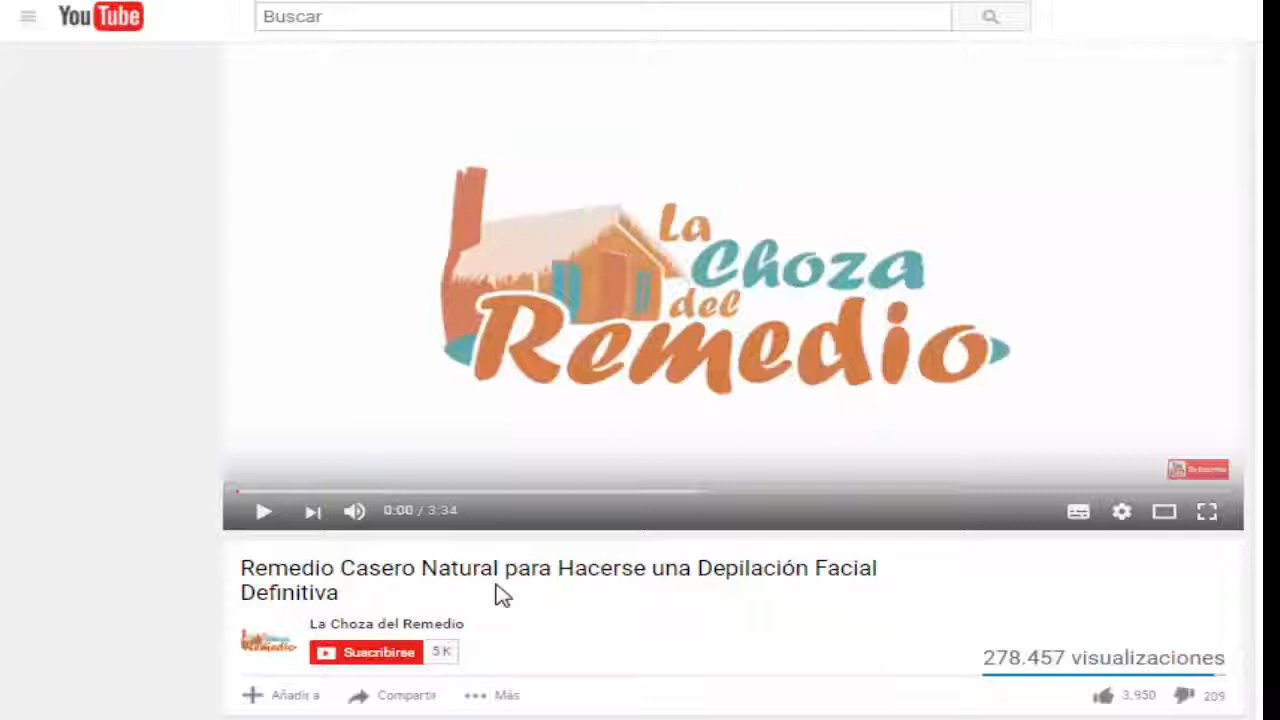 YouTube
Buscar
La
Choza
del
Remedio
0:00 / 3:34
Remedio Casero Natural para Hacerse una Depilación Facial
Definitiva
La Choza del Remedio
Suscribirse 5 K
278.457 visualizaciones
Añadir a Compartir Más
3,950 209